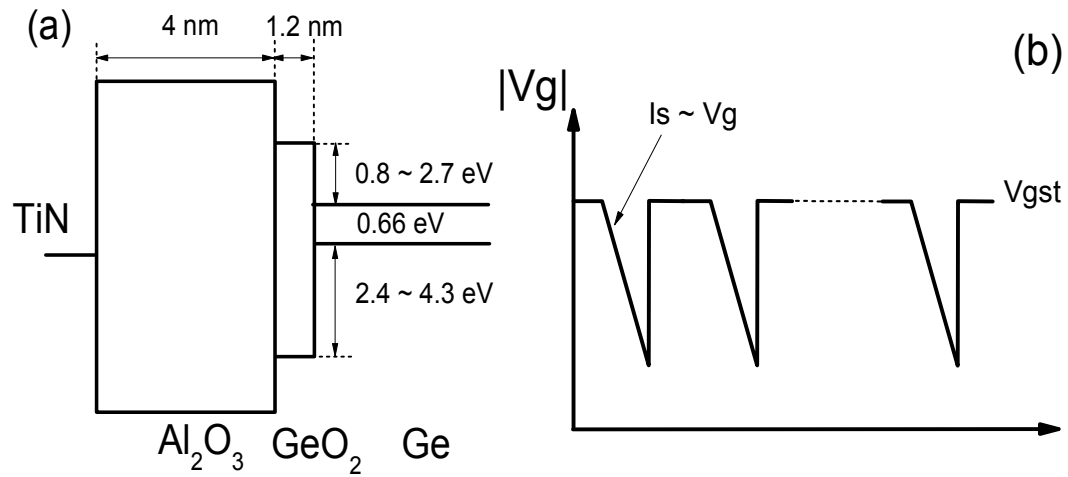 (a)
4 nm
1.2 nm
TiN
0.8 ~ 2.7 eV
0.66 eV
2.4 ~ 4.3 eV
Al₂O₃ GeO₂ Ge
(b)
|Vg|
Is ~ Vg
Vgst